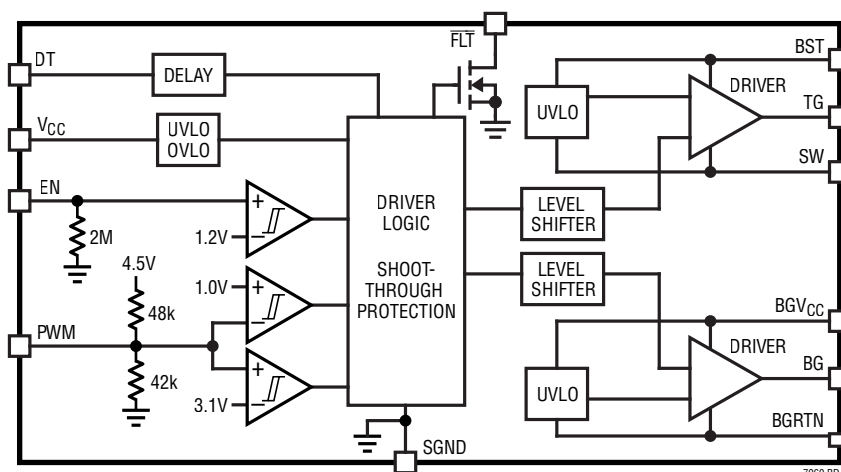 FLT
DT
DELAY
BST
DRIVER
TG
SW
UVLO
VCC
UVLO
OVLO
EN
2M
1.2V
DRIVER
LOGIC
SHOOT-
THROUGH
PROTECTION
LEVEL
SHIFTER
LEVEL
SHIFTER
4.5V
48k
1.0V
PWM
42k
3.1V
SGND
BGVCC
DRIVER
BG
UVLO
BGRTN
7060 BD